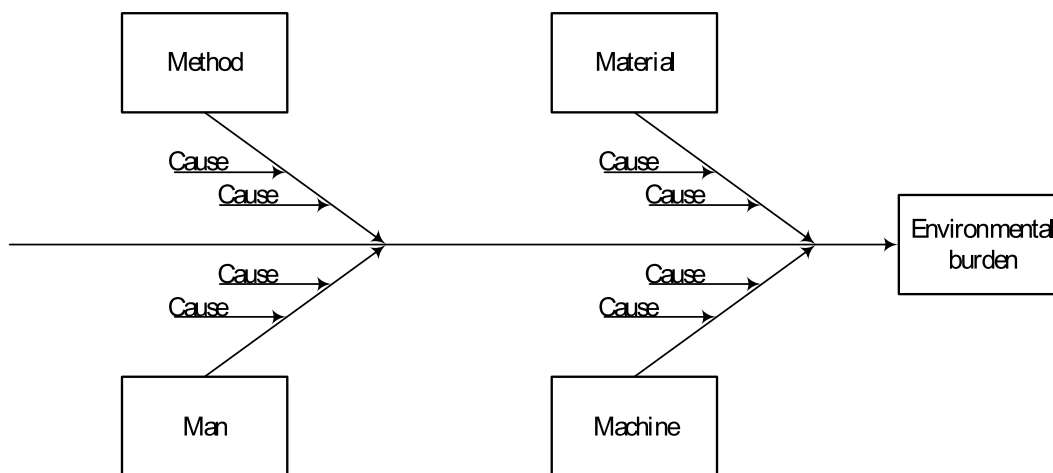 Method
Material
Cause
Cause
Cause
Cause
Environmental
burden
Cause
Cause
Cause
Cause
Man
Machine